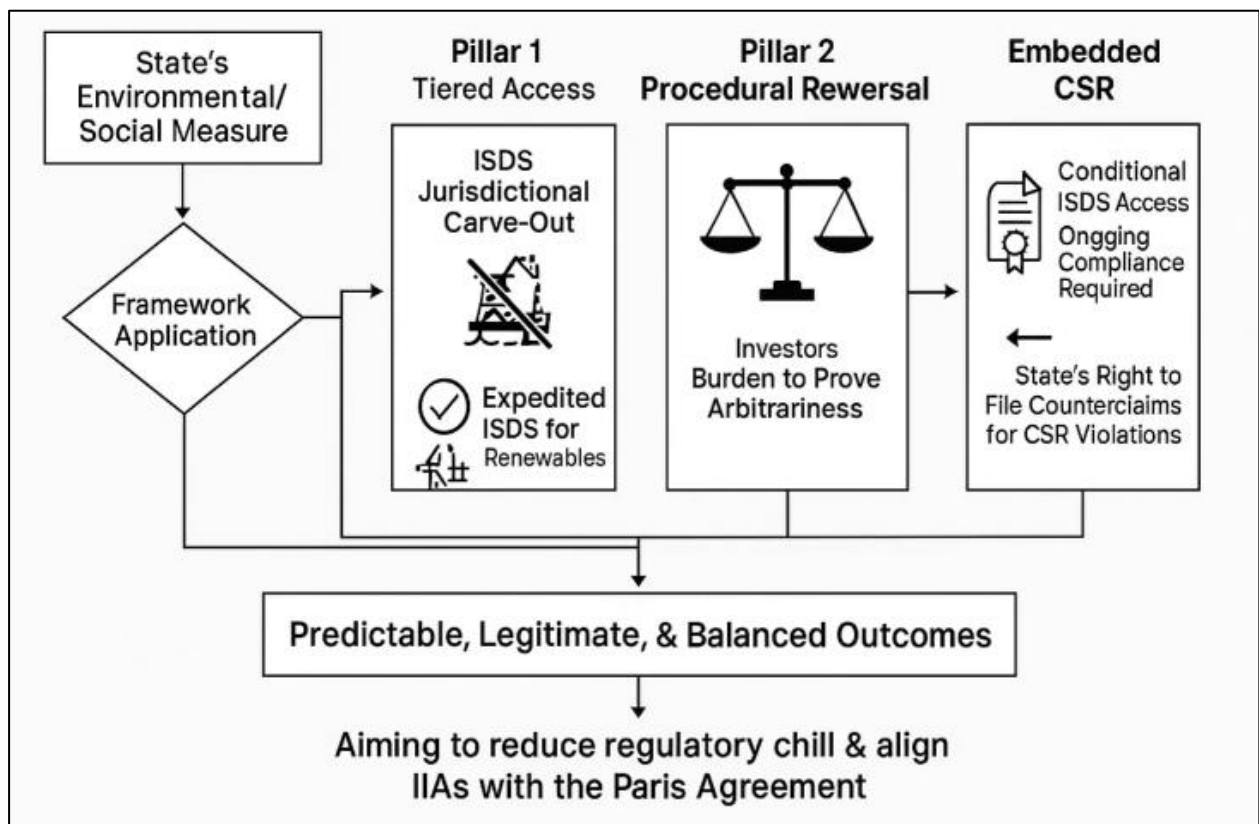 State's
Environmental/
Social Measure
Framework
Application
Pillar 1
Tiered Access
ISDS
Jurisdictional
Carve-Out
Expedited
ISDS for
Renewables
Pillar 2
Procedural Rewersal
Investors
Burden to Prove
Arbitrariness
Embedded
CSR
Conditional
ISDS Access
Ongging
Compliance
Required
State's Right to
File Counterclaims
for CSR Violations
Predictable, Legitimate, & Balanced Outcomes
Aiming to reduce regulatory chill & align
IIAs with the Paris Agreement